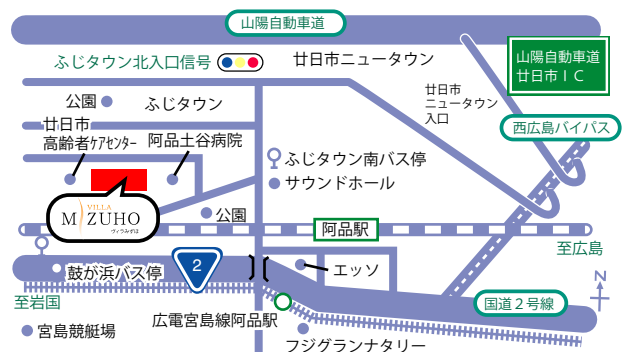 山陽自動車道
ふじタウン北入口信号
廿日市ニュータウン
山陽自動車道
廿日市IC
公園
ふじタウン
廿日市
ニュータウン
入口
西広島バイパス
廿日市
高齢者ケアセンター
阿品土谷病院
ふじタウン南バス停
サウンドホール
VILLA
MIZUHO
ヴィラみずほ
公園
阿品駅
至広島
鼓が浜バス停
2
エッソ
N
至岩国
国道2号線
広電宮島線阿品駅
宮島競艇場
フジグランナタリー